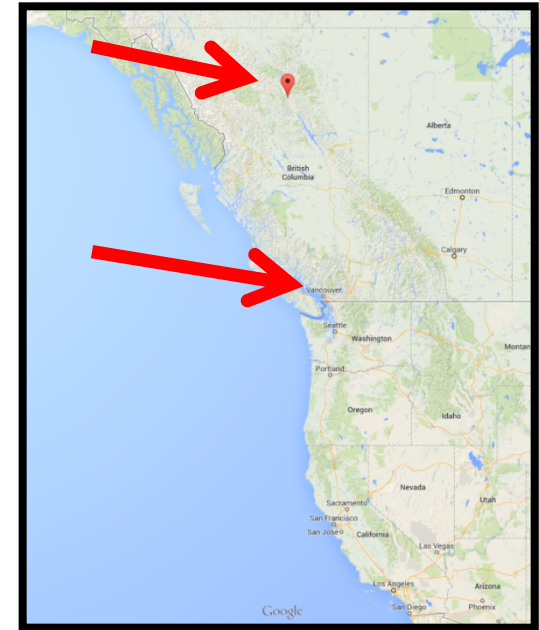 Alberta
British
Columbia
Edmonton
Calgary
Vancouver
Seattle
Washington
Montan
Portland
Oregon
Idaho
Nevada
Utah
Sacramento
San Francisco
San Jose
California
Las Vegas
Los Angeles
Arizona
San Diego
Phoenix
Google